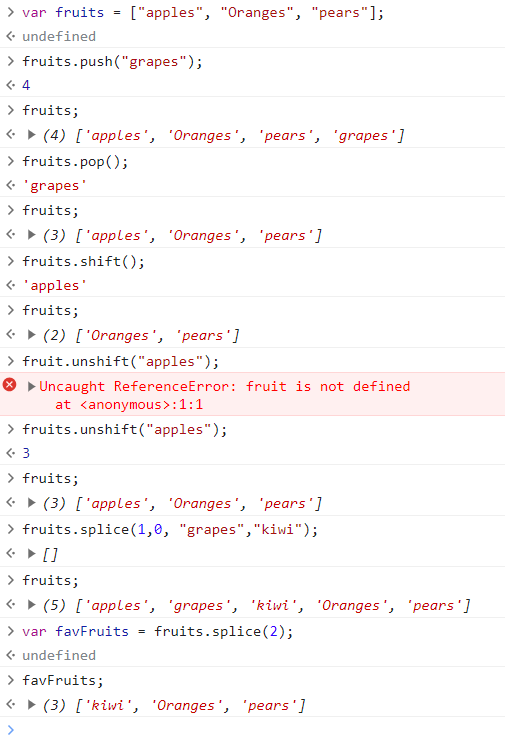 var fruits = ["apples", "Oranges", "pears"];
undefined
fruits.push("grapes");
4
fruits;
(4) ['apples', 'Oranges', 'pears', 'grapes']
fruits.pop();
'grapes'
fruits;
(3) ['apples', 'Oranges', 'pears']
fruits.shift();
'apples'
fruits;
(2) ['Oranges', 'pears']
fruit.unshift("apples");
Uncaught ReferenceError: fruit is not defined
at <anonymous>:1:1
fruits.unshift("apples");
3
fruits;
(3) ['apples', 'Oranges', 'pears']
fruits.splice(1,0, "grapes","kiwi");
[]
fruits;
(5) ['apples', 'grapes', 'kiwi', 'Oranges', 'pears']
var favFruits = fruits.splice(2);
undefined
favFruits;
(3) ['kiwi', 'Oranges', 'pears']